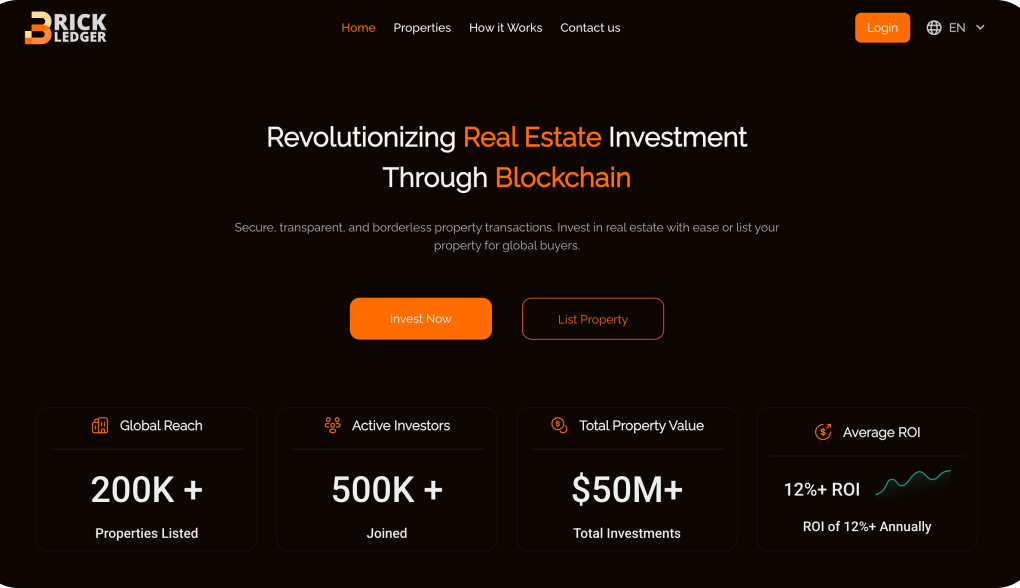 BRICK
LEDGER
Home Properties How it Works Contact us
Login EN
Revolutionizing Real Estate Investment
Through Blockchain
Secure, transparent, and borderless property transactions. Invest in real estate with ease or list your
property for global buyers.
Invest Now
List Property
Global Reach
200K +
Properties Listed
Active Investors
500K +
Joined
Total Property Value
$50M+
Total Investments
Average ROI
12%+ ROI
ROI of 12%+ Annually